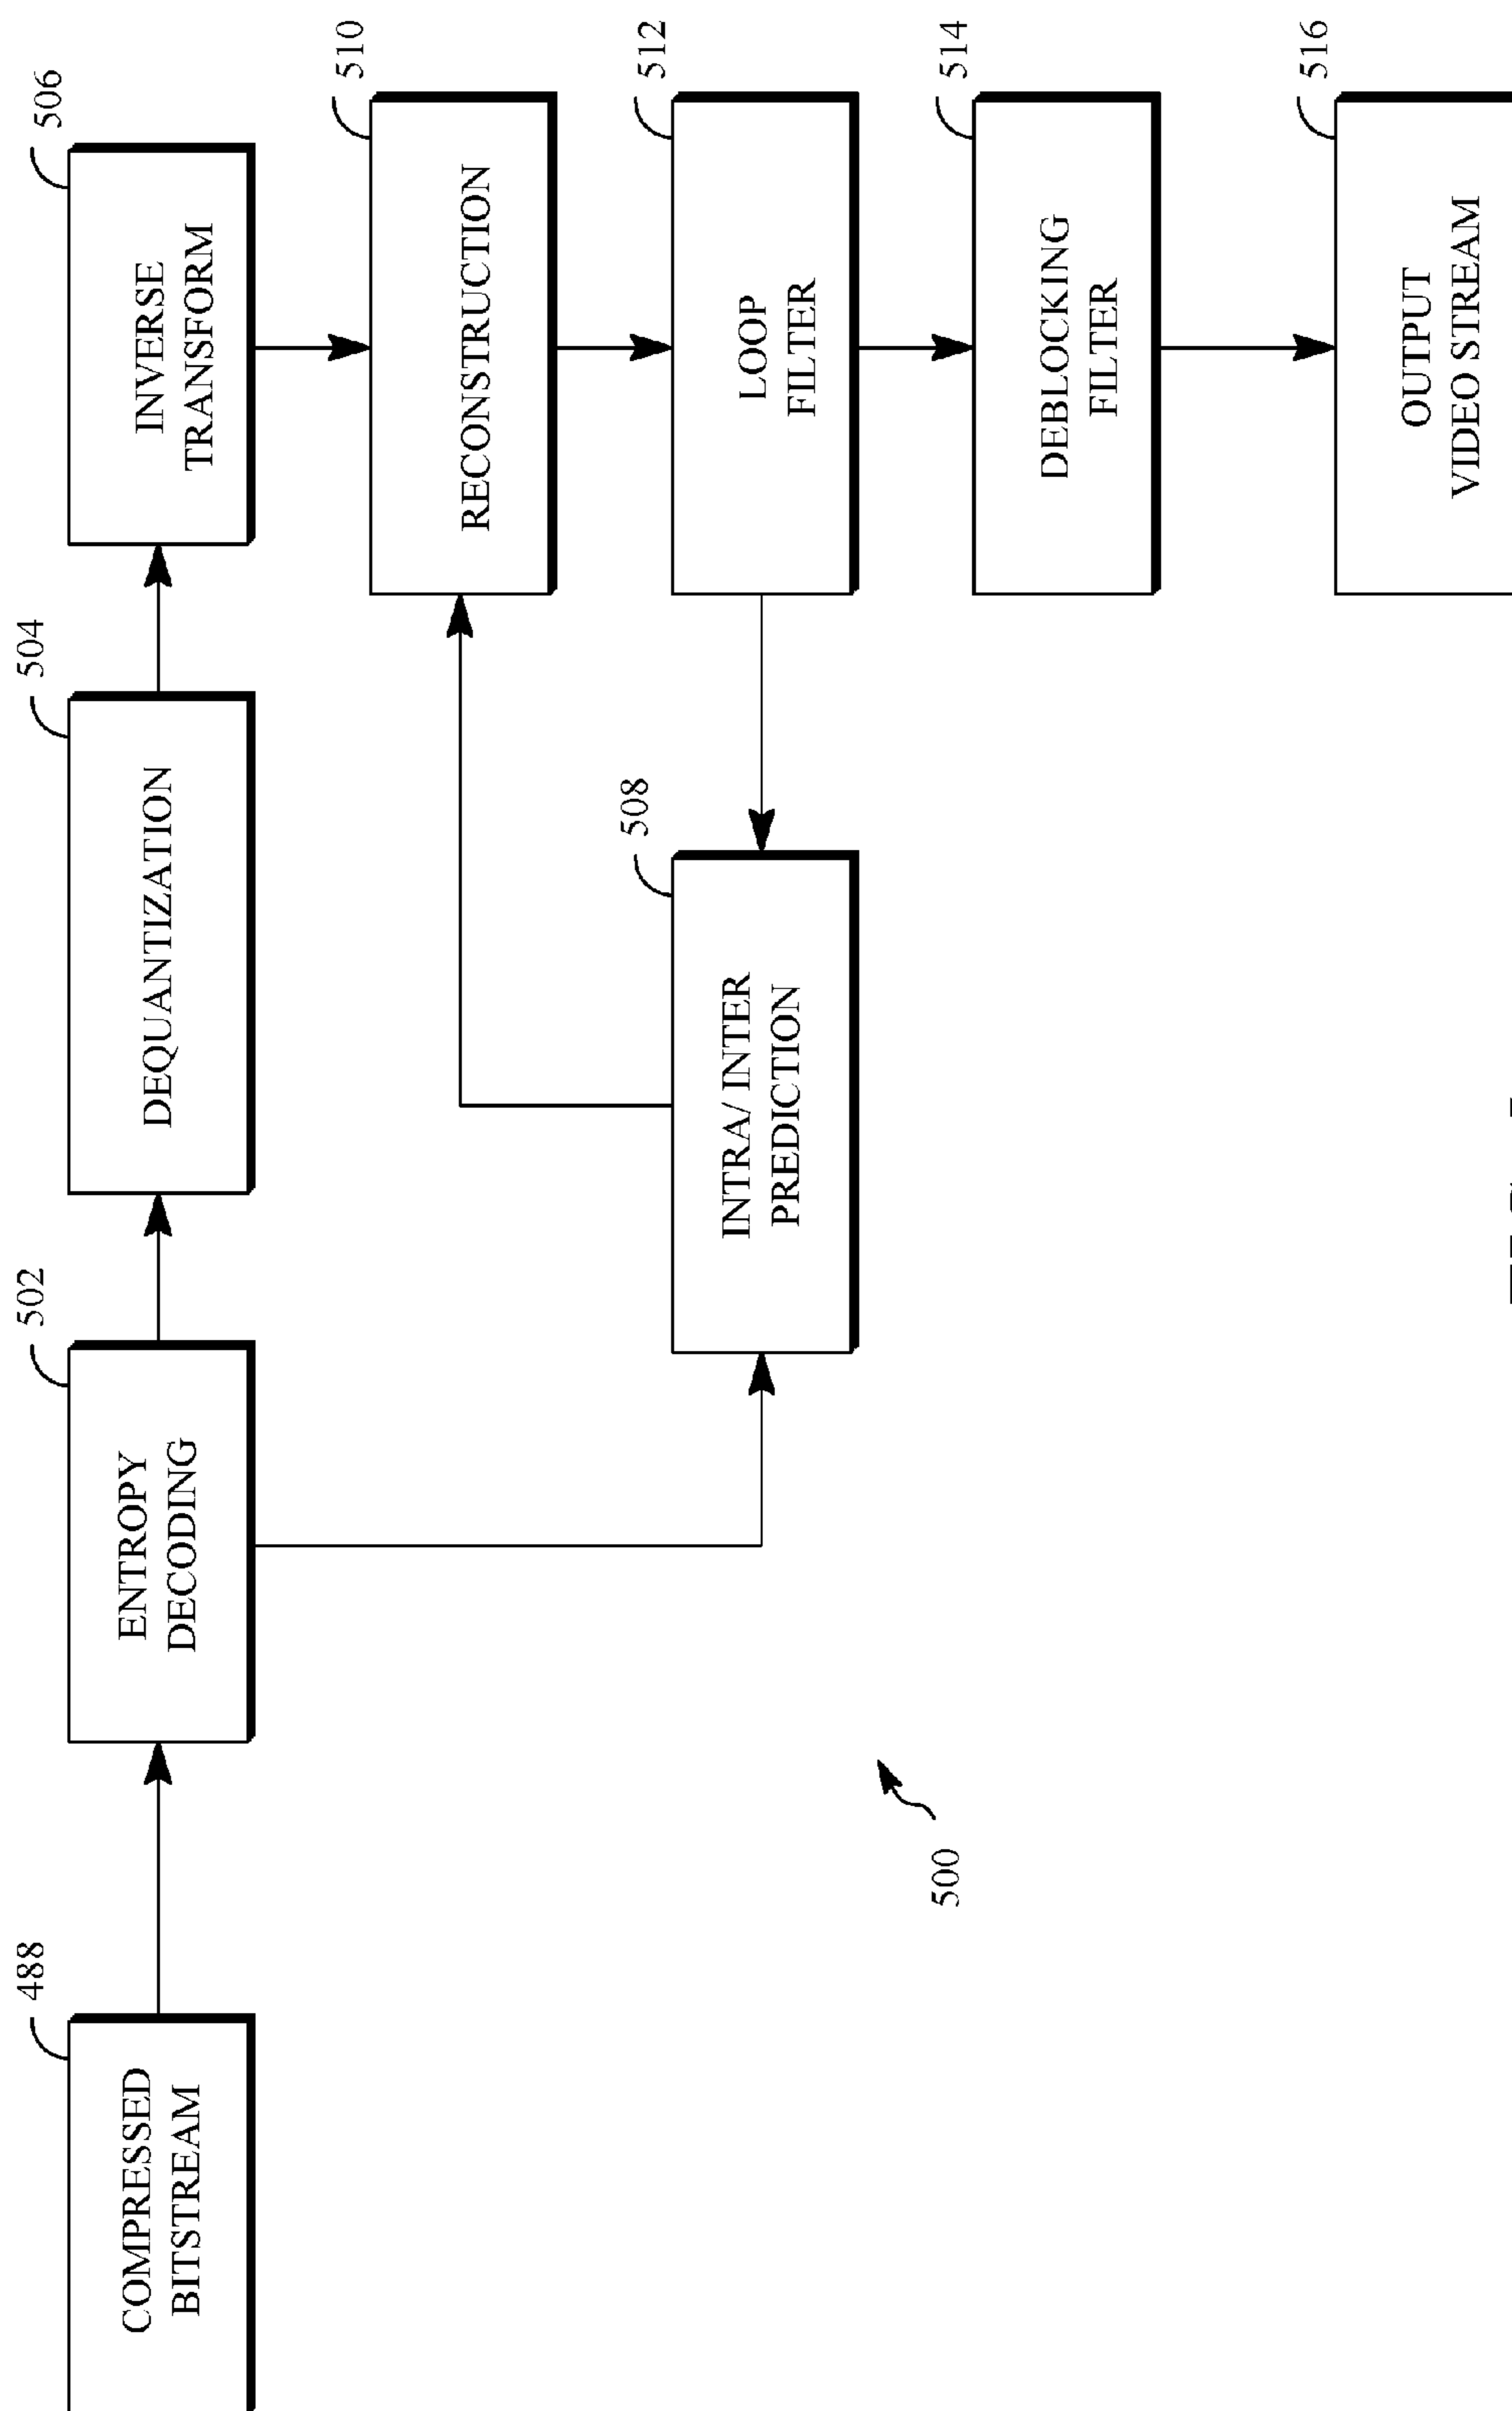 488
COMPRESSED
BITSTREAM
502
ENTROPY
DECODING
504
DEQUANTIZATION
506
INVERSE
TRANSFORM
508
INTRA/ INTER
PREDICTION
510
RECONSTRUCTION
512
LOOP
FILTER
514
DEBLOCKING
FILTER
516
OUTPUT
VIDEO STREAM
500